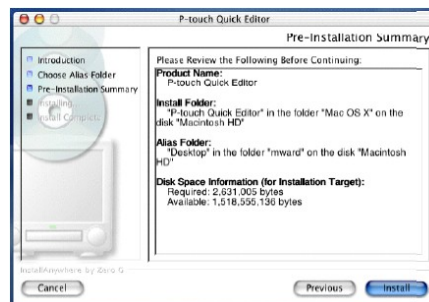 P-touch Quick Editor
Pre-Installation Summary
Introduction
Choose Alias Folder
Pre-Installation Summary
Installing...
Install Complete
Please Review the Following Before Continuing:
Product Name:
P-touch Quick Editor
Install Folder:
"P-touch Quick Editor" in the folder "Mac OS X" on the
disk "Macintosh HD"
Alias Folder:
"Desktop" in the folder "mward" on the disk "Macintosh
HD"
Disk Space Information (for Installation Target):
Required: 2,631,005 bytes
Available: 1,518,555,136 bytes
InstallAnywhere by Zero G
Cancel
Previous
Install